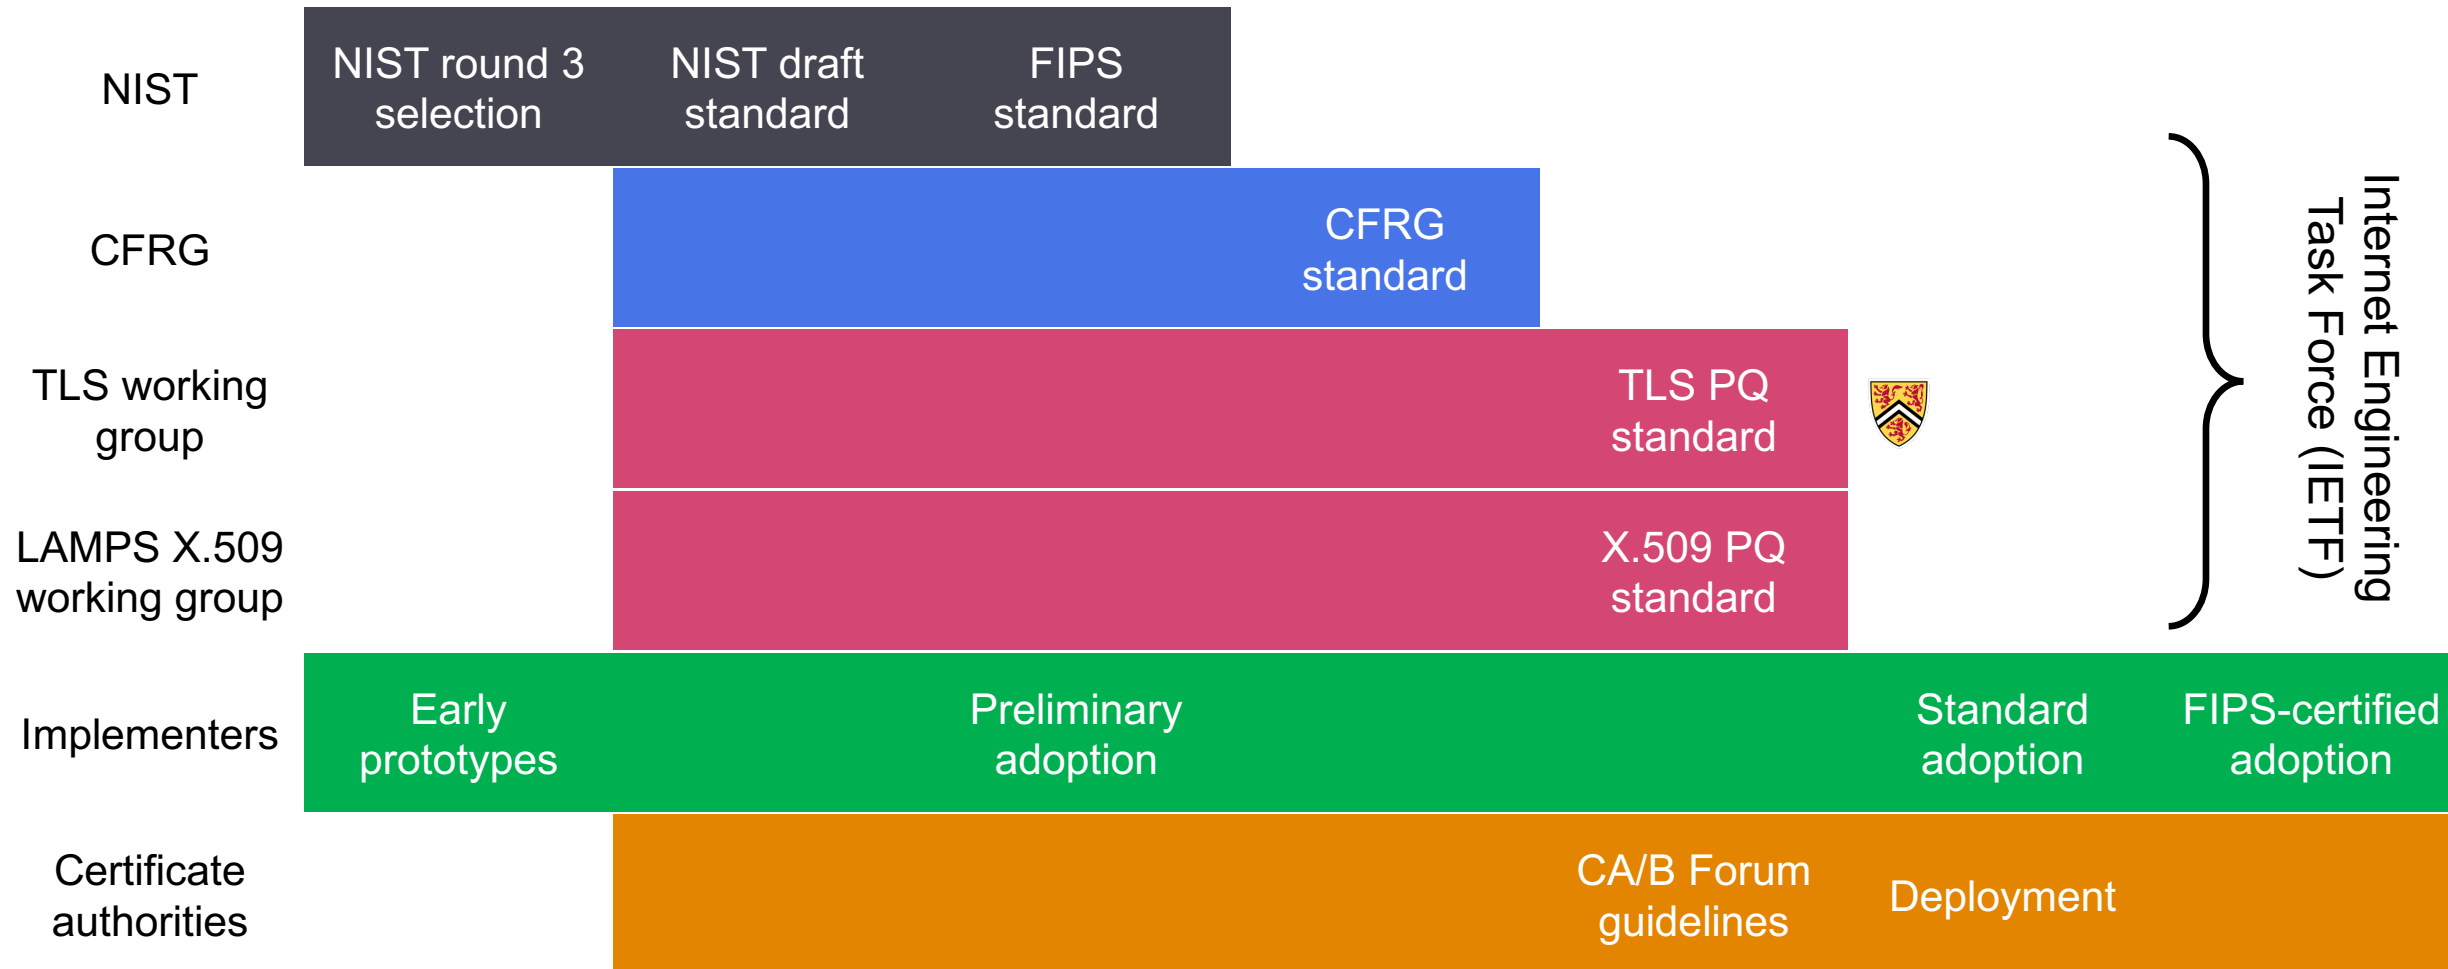 NIST
NIST round 3
selection
NIST draft
standard
FIPS
standard
CFRG
CFRG
standard
TLS working
group
TLS PQ
standard
LAMPS X.509
working group
X.509 PQ
standard
Internet Engineering
Task Force (IETF)
Implementers
Early
prototypes
Preliminary
adoption
Standard
adoption
FIPS-certified
adoption
Certificate
authorities
CA/B Forum
guidelines
Deployment